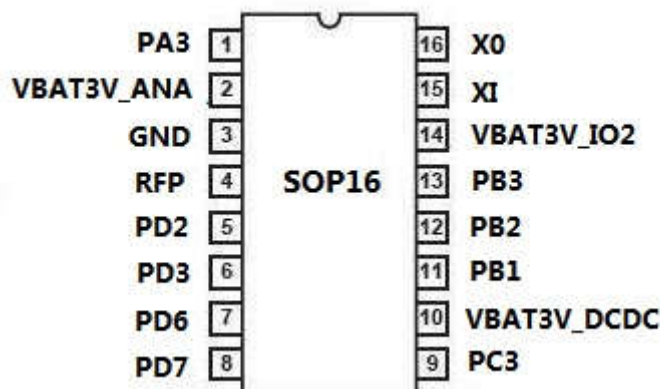 PA3 1 16 X0
VBAT3V_ANA 2 15 XI
GND 3 14 VBAT3V_IO2
RFP 4 SOP16 13 PB3
PD2 5 12 PB2
PD3 6 11 PB1
PD6 7 10 VBAT3V_DCDC
PD7 8 9 PC3